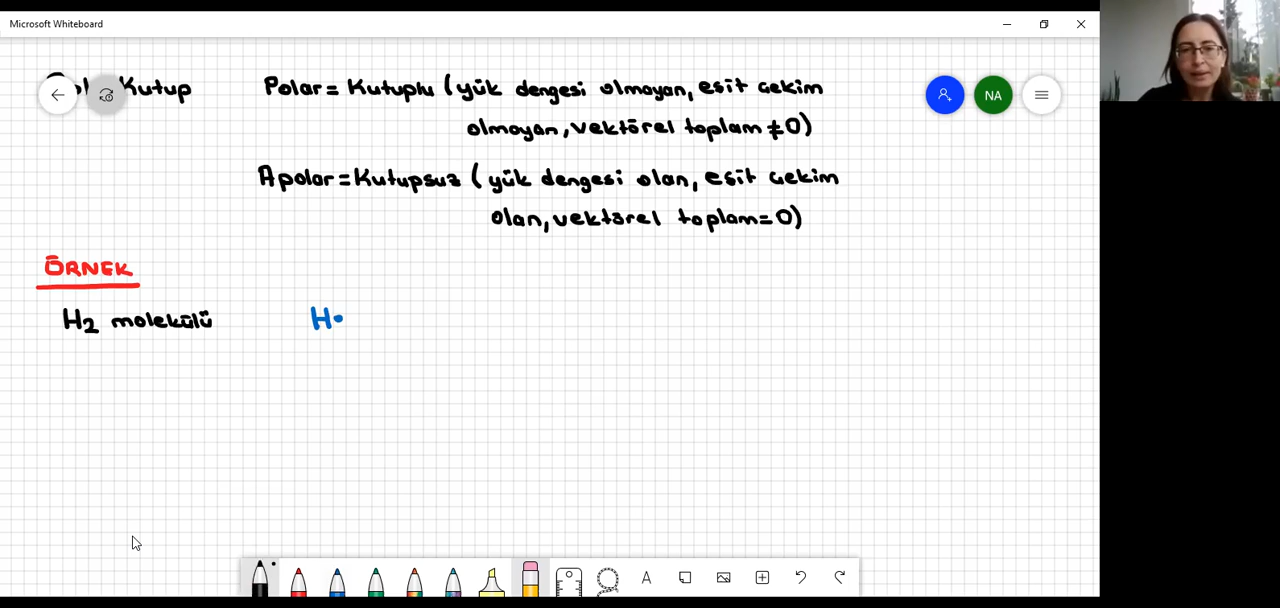 Microsoft Whiteboard
Kutup Polar = Kutuplu (yük dengesi olmayan, eşit çekim
olmayan, vektörel toplam ≠ 0)
NA
Apolar = Kutupsuz (yük dengesi olan, eşit çekim
olan, vektörel toplam = 0)
ÖRNEK
H2 molekülü H•
A